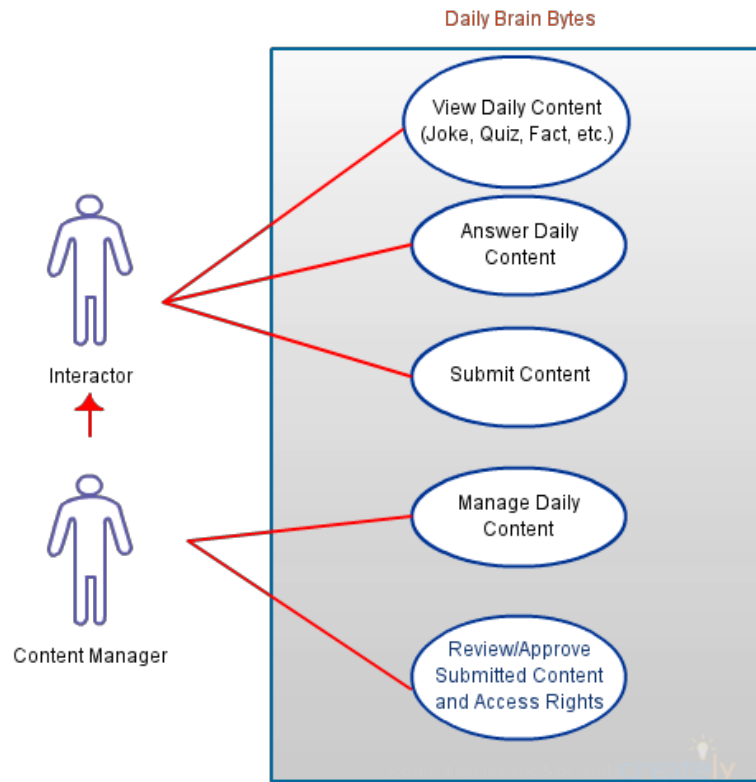 Daily Brain Bytes
View Daily Content
(Joke, Quiz, Fact, etc.)
Answer Daily
Content
Interactor
Submit Content
Manage Daily
Content
Content Manager
Review/Approve
Submitted Content
and Access Rights